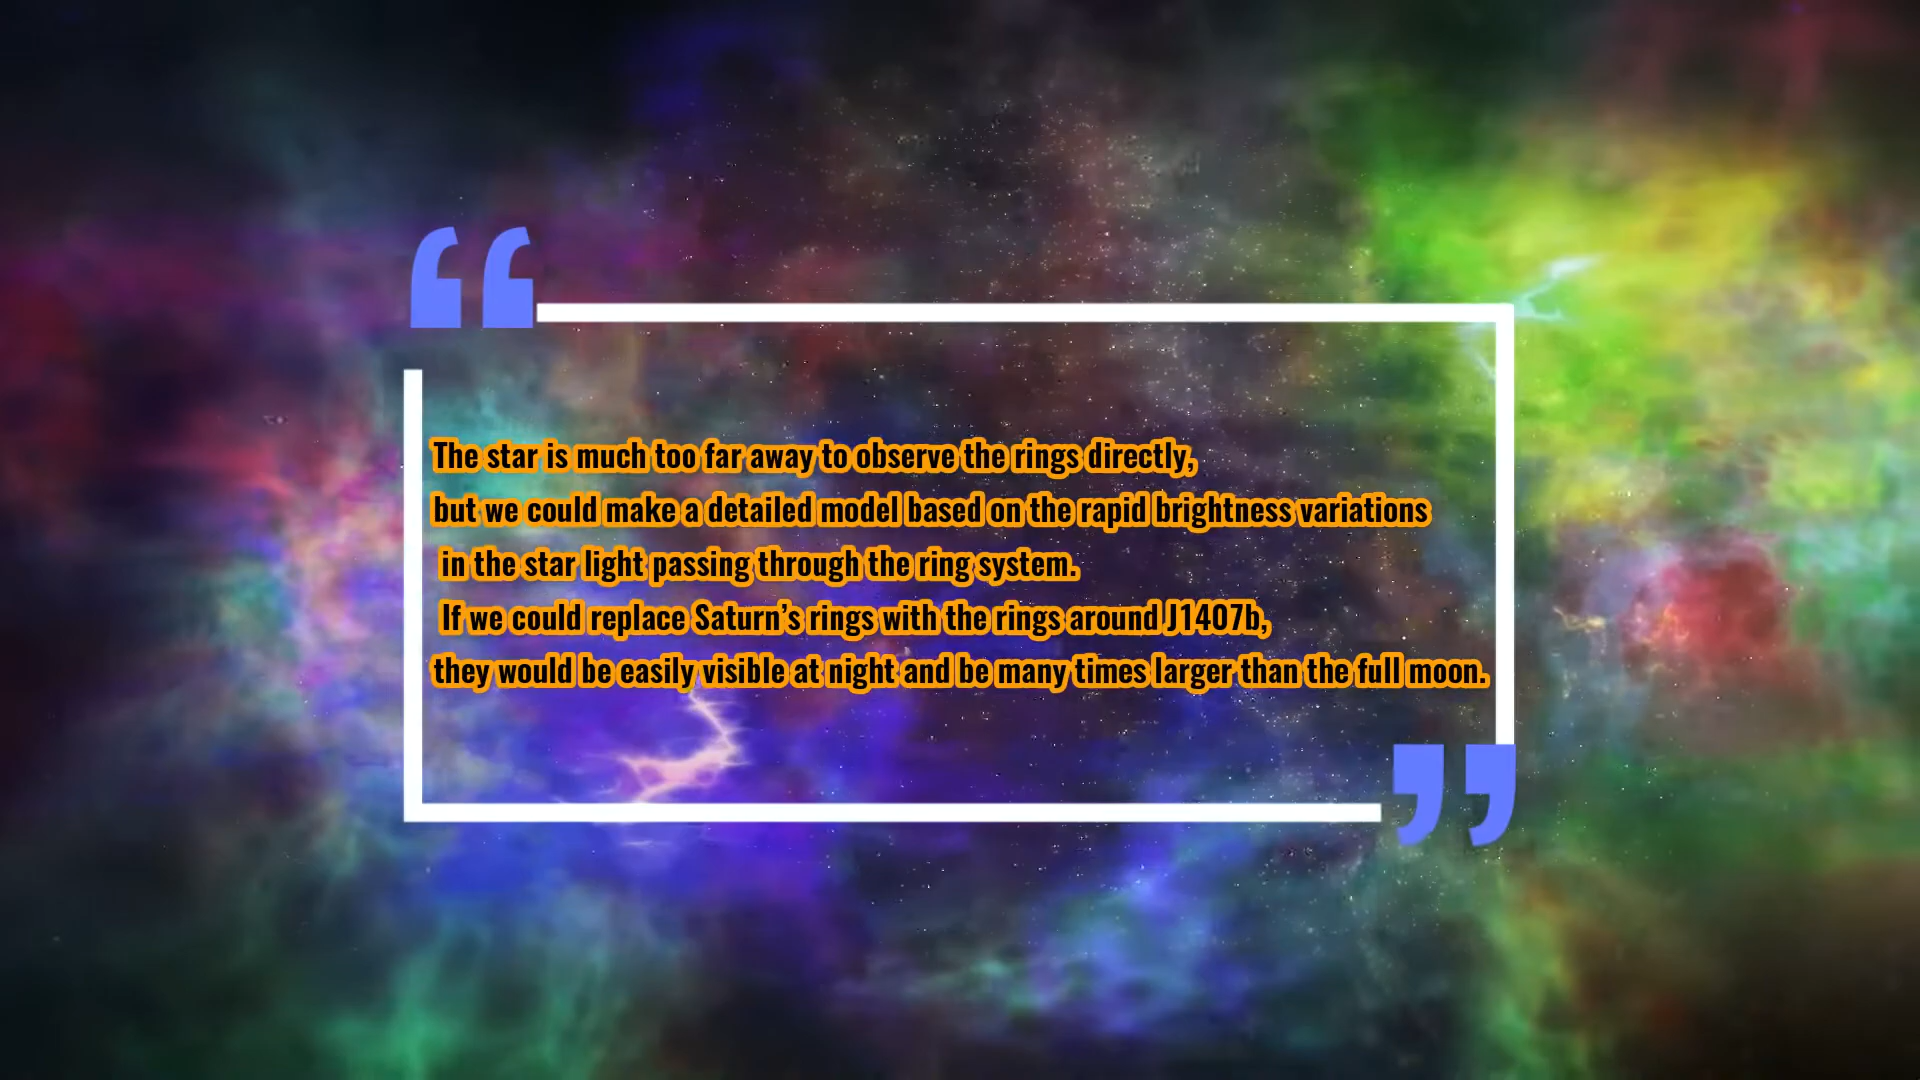 “
The star is much too far away to observe the rings directly,
but we could make a detailed model based on the rapid brightness variations
in the star light passing through the ring system.
If we could replace Saturn’s rings with the rings around J1407b,
they would be easily visible at night and be many times larger than the full moon.
”